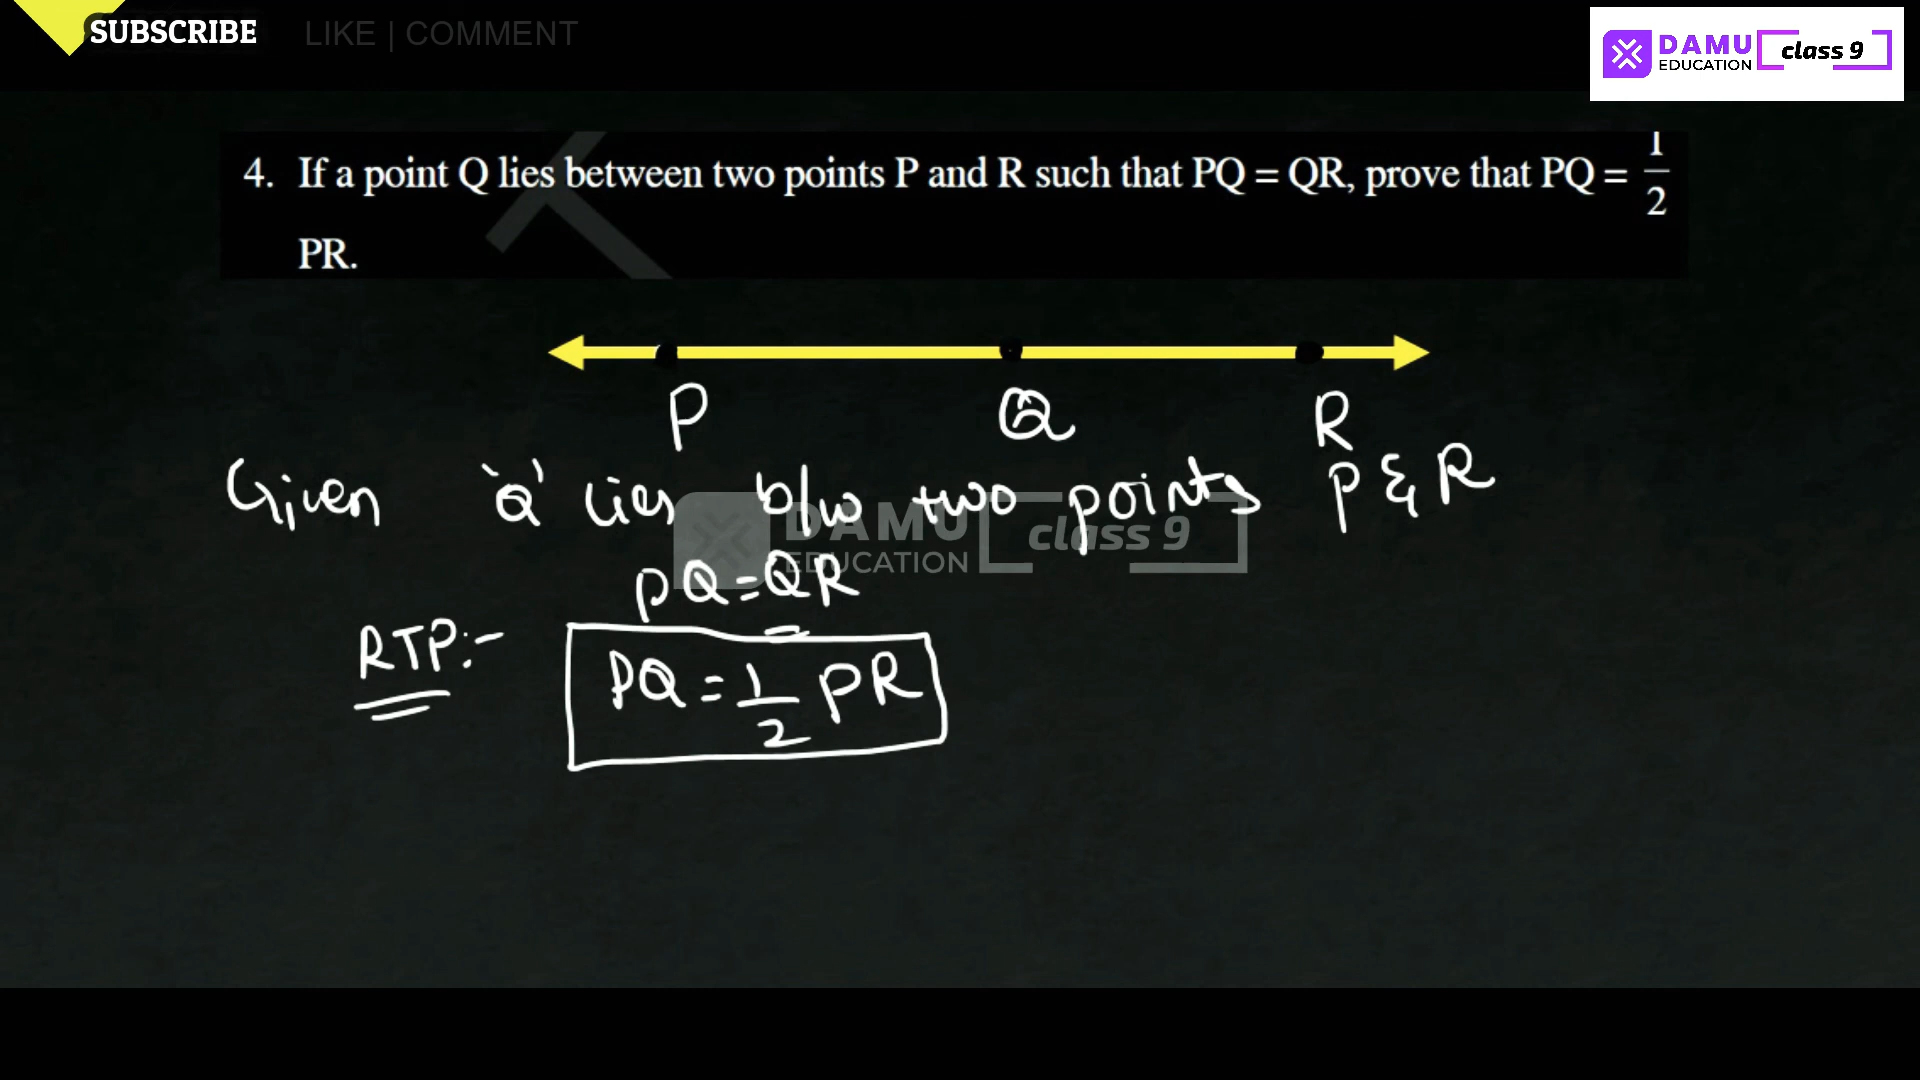 SUBSCRIBE LIKE | COMMENT
DAMU EDUCATION class 9
4. If a point Q lies between two points P and R such that PQ = QR, prove that PQ = 1/2
PR.
P Q R
Given 'Q' lies b/w two points P & R
DAMU EDUCATION class 9
PQ = QR
RTP:- PQ = 1/2 PR